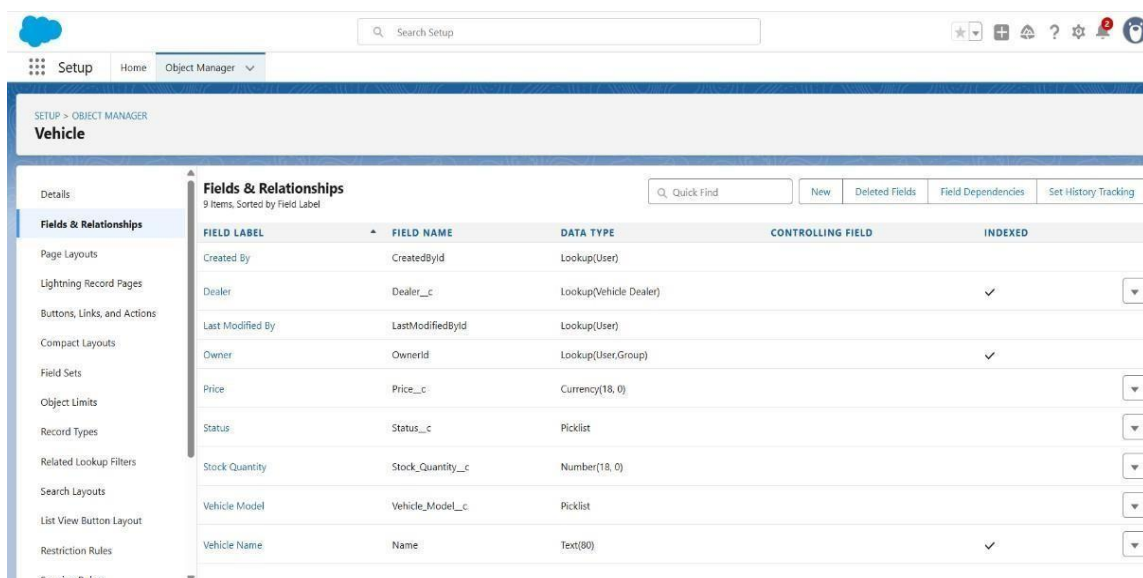 Search Setup
2
Setup Home Object Manager
SETUP > OBJECT MANAGER
Vehicle
Details
Fields & Relationships
Page Layouts
Lightning Record Pages
Buttons, Links, and Actions
Compact Layouts
Field Sets
Object Limits
Record Types
Related Lookup Filters
Search Layouts
List View Button Layout
Restriction Rules
Fields & Relationships
9 Items, Sorted by Field Label
Quick Find New Deleted Fields Field Dependencies Set History Tracking
FIELD LABEL FIELD NAME DATA TYPE CONTROLLING FIELD INDEXED
Created By CreatedById Lookup(User)
Dealer Dealer__c Lookup(Vehicle Dealer)
Last Modified By LastModifiedById Lookup(User)
Owner OwnerId Lookup(User,Group)
Price Price__c Currency(18, 0)
Status Status__c Picklist
Stock Quantity Stock_Quantity__c Number(18, 0)
Vehicle Model Vehicle_Model__c Picklist
Vehicle Name Name Text(80)